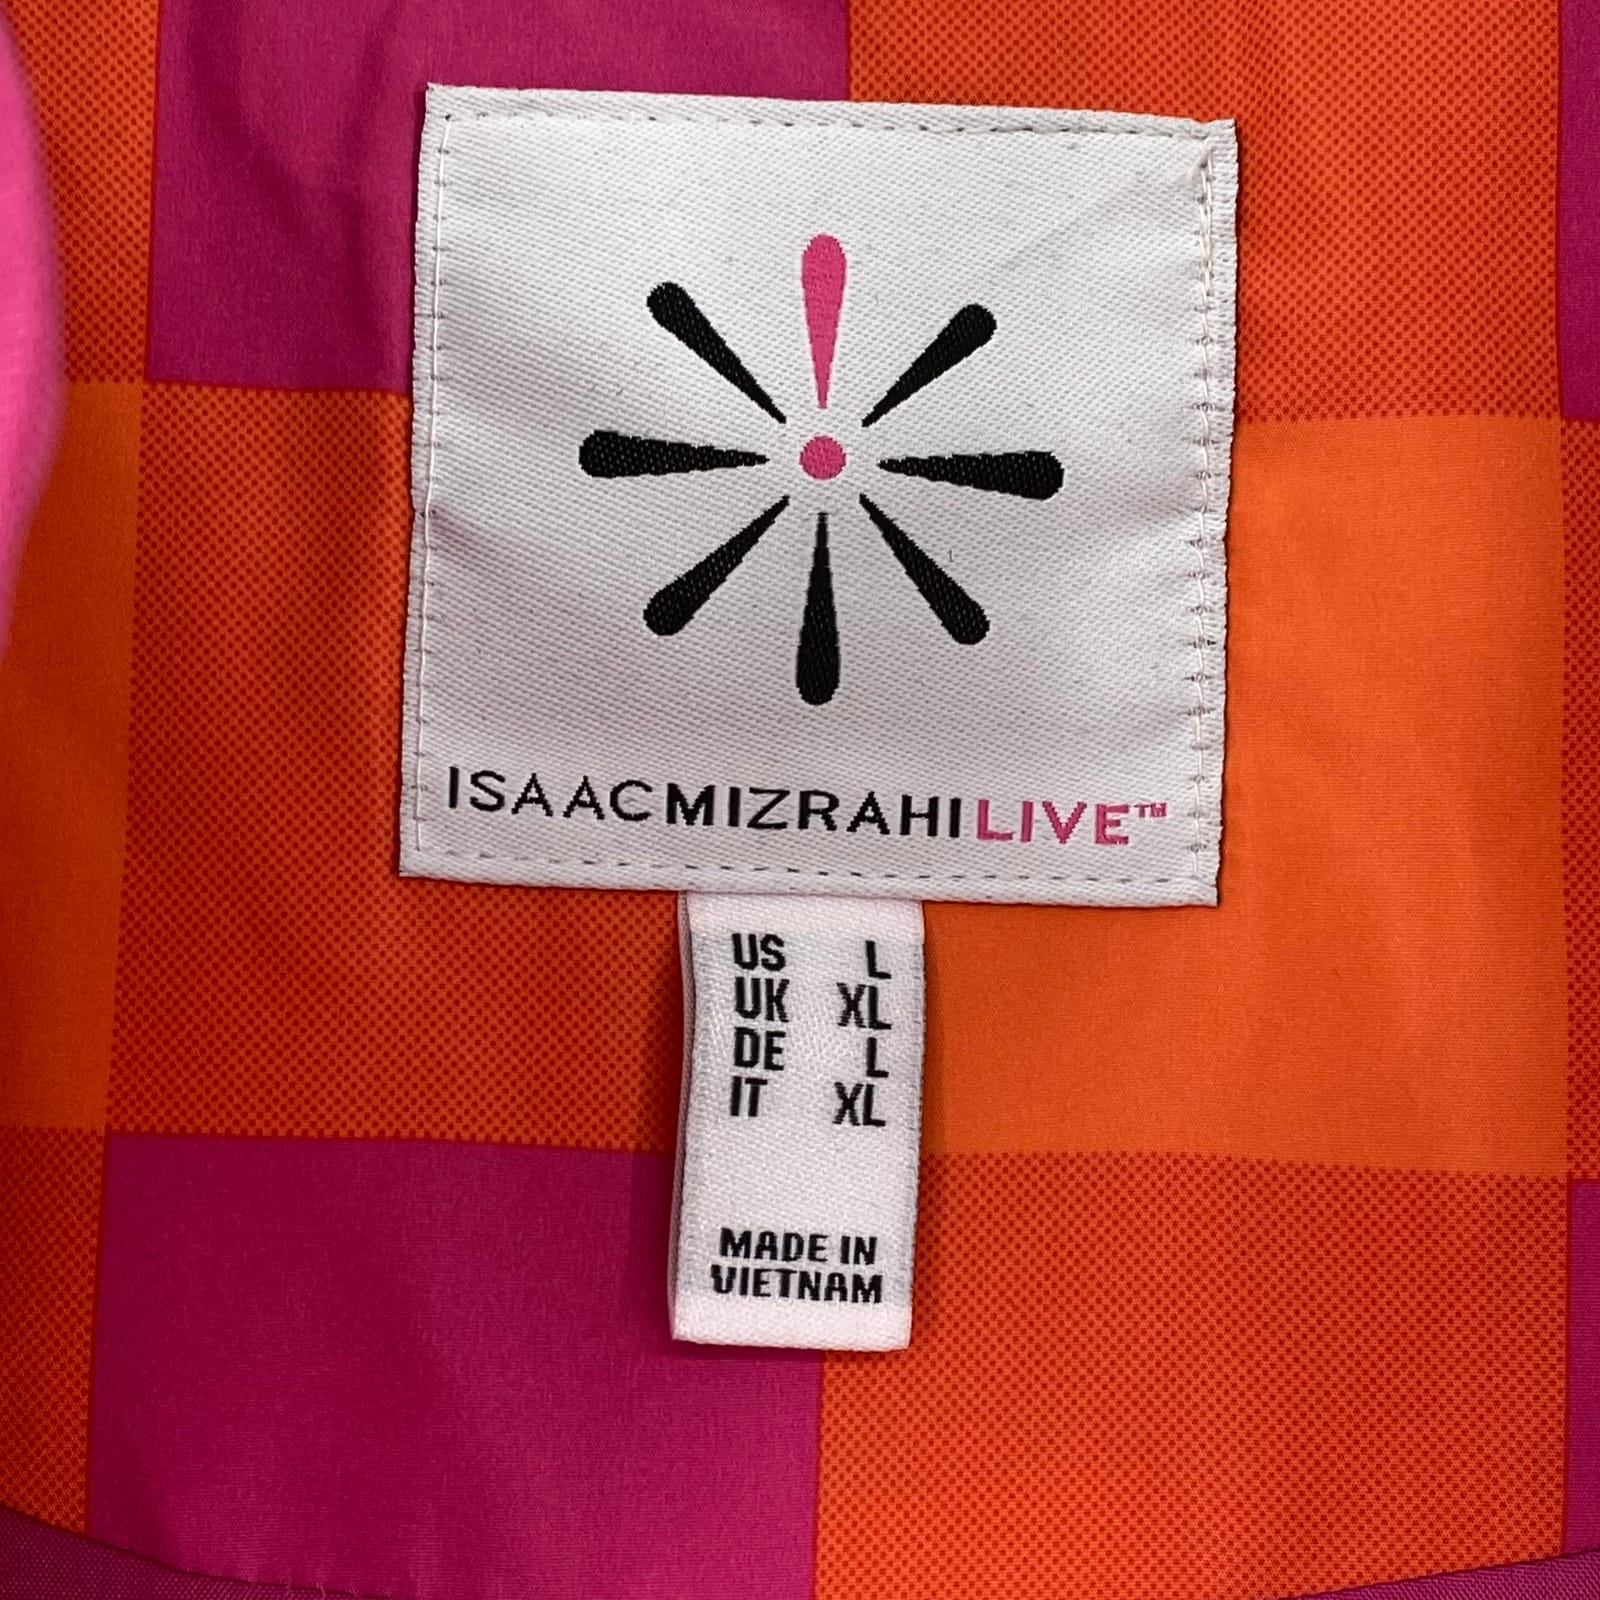 ISAACMIZRAHILIVE™
US L
UK XL
DE L
IT XL
MADE IN
VIETNAM